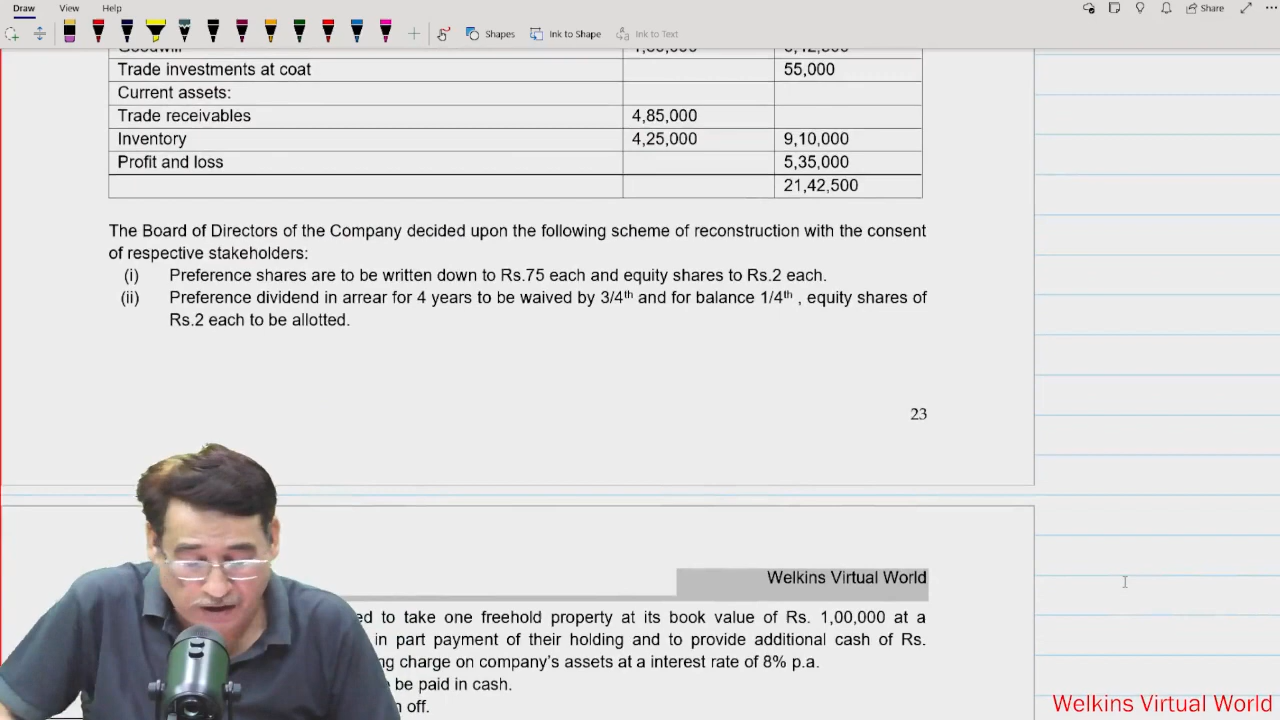 Draw View Help
Shapes Ink to Shape Ink to Text Share
Trade investments at coat 55,000
Current assets:
Trade receivables 4,85,000
Inventory 4,25,000 9,10,000
Profit and loss 5,35,000
21,42,500
The Board of Directors of the Company decided upon the following scheme of reconstruction with the consent
of respective stakeholders:
(i) Preference shares are to be written down to Rs.75 each and equity shares to Rs.2 each.
(ii) Preference dividend in arrear for 4 years to be waived by 3/4th and for balance 1/4th , equity shares of
Rs.2 each to be allotted.
23
Welkins Virtual World
to take one freehold property at its book value of Rs. 1,00,000 at a
in part payment of their holding and to provide additional cash of Rs.
charge on company's assets at a interest rate of 8% p.a.
be paid in cash.
off.
Welkins Virtual World